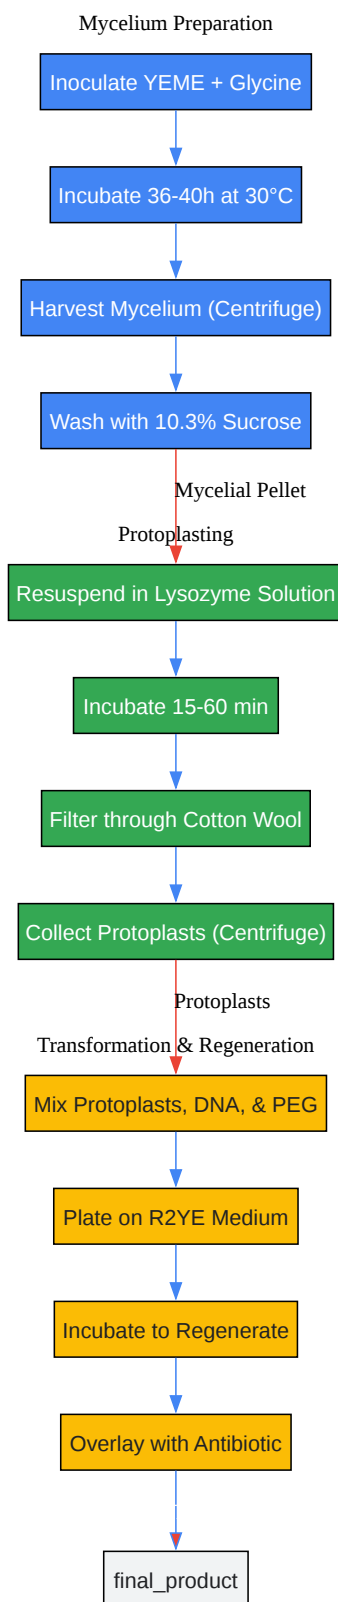 Mycelium Preparation
Inoculate YEME + Glycine
Incubate 36-40h at 30°C
Harvest Mycelium (Centrifuge)
Wash with 10.3% Sucrose
Mycelial Pellet
Protoplasting
Resuspend in Lysozyme Solution
Incubate 15-60 min
Filter through Cotton Wool
Collect Protoplasts (Centrifuge)
Protoplasts
Transformation & Regeneration
Mix Protoplasts, DNA, & PEG
Plate on R2YE Medium
Incubate to Regenerate
Overlay with Antibiotic
final_product